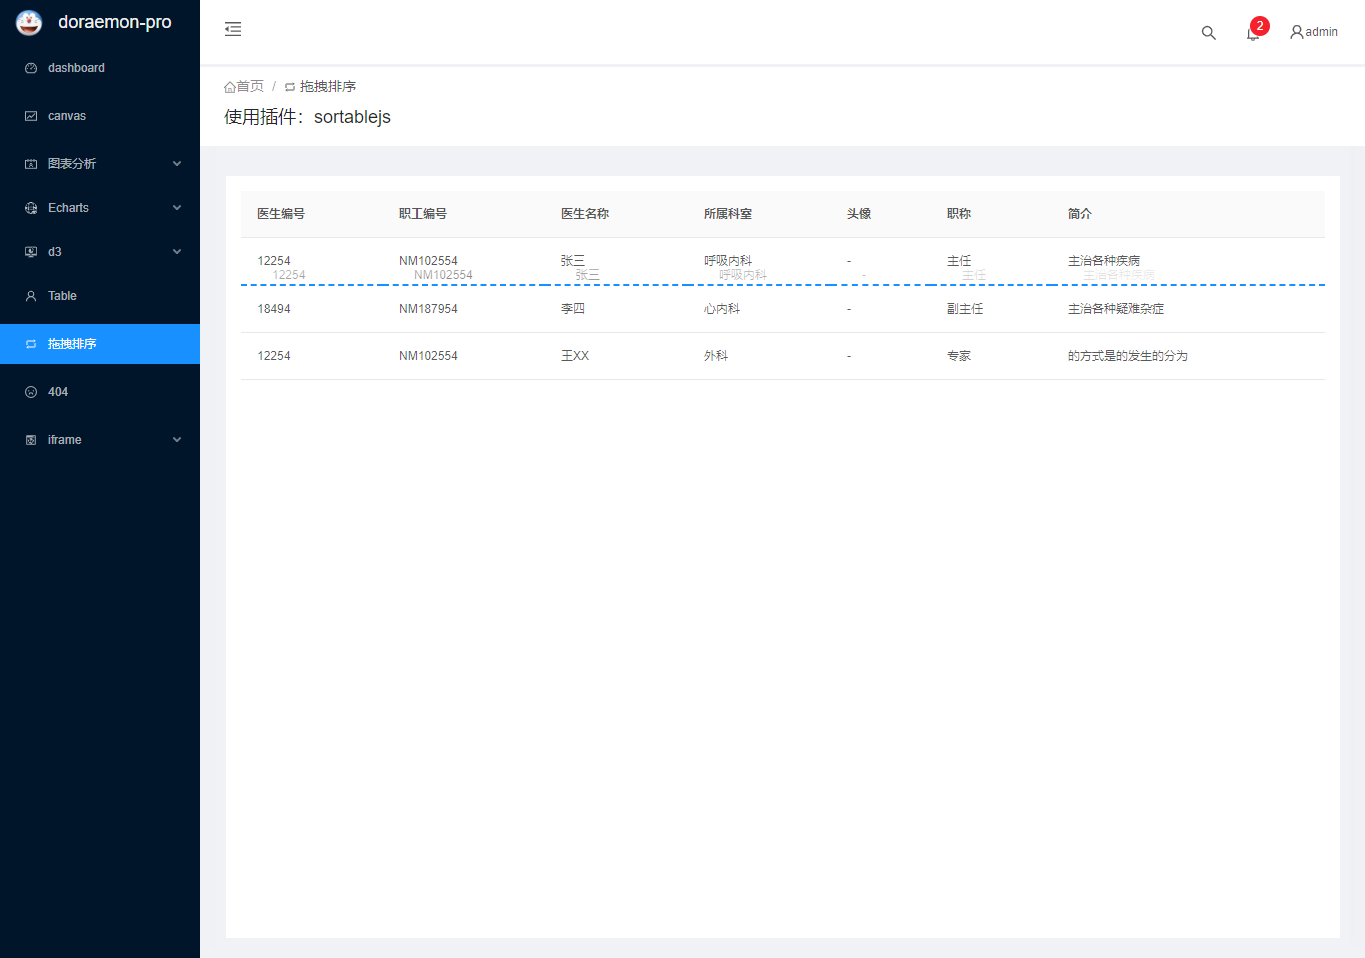 doraemon-pro
dashboard
canvas
图表分析
Echarts
d3
Table
拖拽排序
404
iframe
2
admin
首页 / 拖拽排序
使用插件：sortablejs
医生编号 职工编号 医生名称 所属科室 头像 职称 简介
12254 NM102554 张三 呼吸内科 - 主任 主治各种疾病
12254 NM102554 张三 呼吸内科 - 主任 主治各种疾病
18494 NM187954 李四 心内科 - 副主任 主治各种疑难杂症
12254 NM102554 王XX 外科 - 专家 的方式是的发生的分为